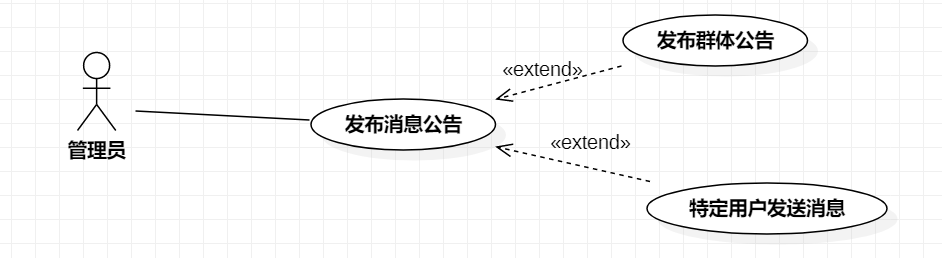 发布群体公告
«extend»
发布消息公告
管理员
«extend»
特定用户发送消息